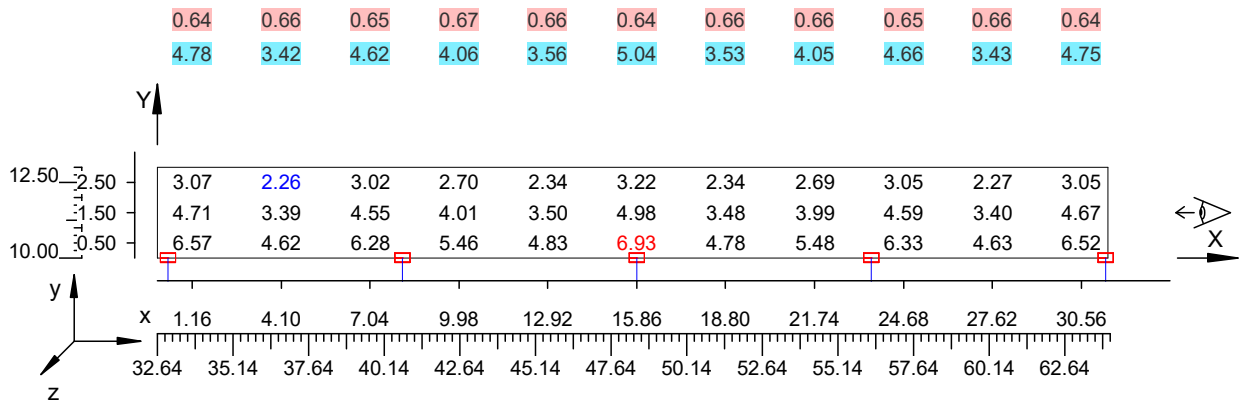 0.64 0.66 0.65 0.67 0.66 0.64 0.66 0.66 0.65 0.66 0.64
4.78 3.42 4.62 4.06 3.56 5.04 3.53 4.05 4.66 3.43 4.75
Y
12.50 2.50 3.07 2.26 3.02 2.70 2.34 3.22 2.34 2.69 3.05 2.27 3.05
1.50 4.71 3.39 4.55 4.01 3.50 4.98 3.48 3.99 4.59 3.40 4.67
10.00 0.50 6.57 4.62 6.28 5.46 4.83 6.93 4.78 5.48 6.33 4.63 6.52
X
y
x 1.16 4.10 7.04 9.98 12.92 15.86 18.80 21.74 24.68 27.62 30.56
32.64 35.14 37.64 40.14 42.64 45.14 47.64 50.14 52.64 55.14 57.64 60.14 62.64
z